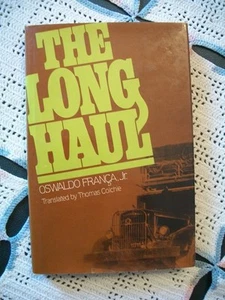 THE
LONG
HAUL
OSWALDO FRANÇA, Jr.
Translated by Thomas Colchie